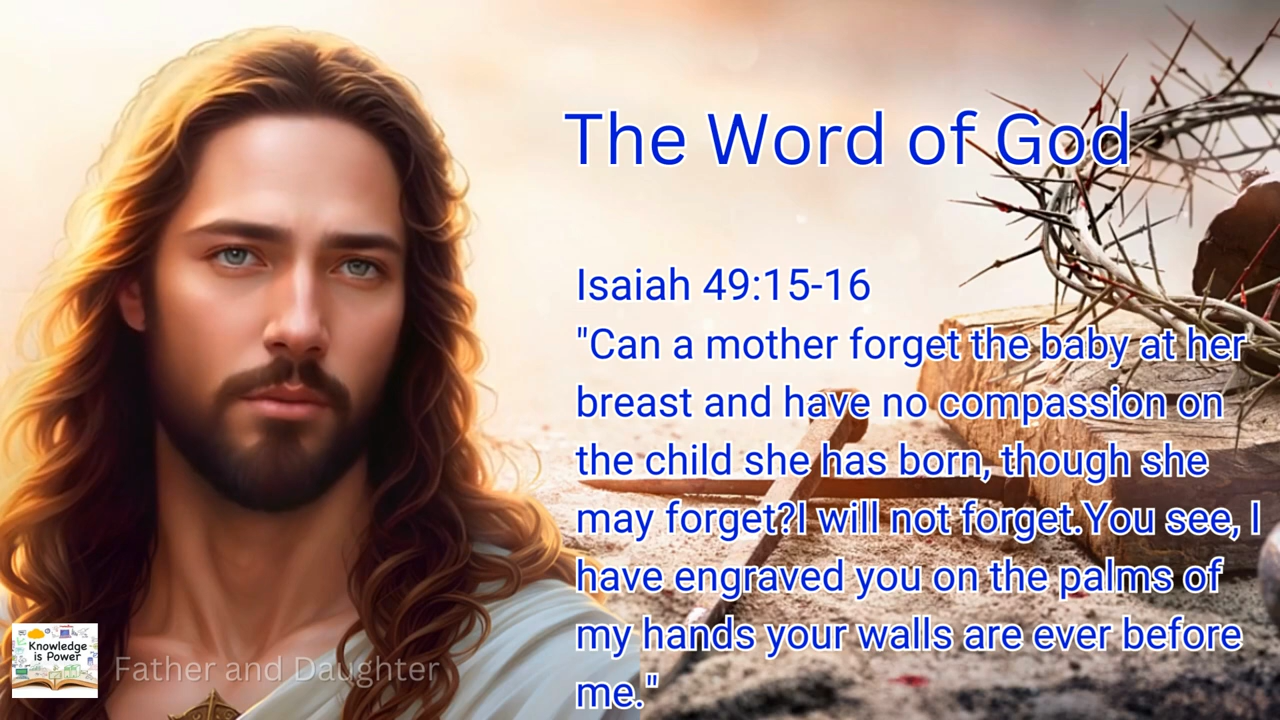 The Word of God
Isaiah 49:15-16
"Can a mother forget the baby at her
breast and have no compassion on
the child she has born, though she
may forget?I will not forget.You see, I
have engraved you on the palms of
my hands your walls are ever before
me."
Knowledge
is Power
Father and Daughter